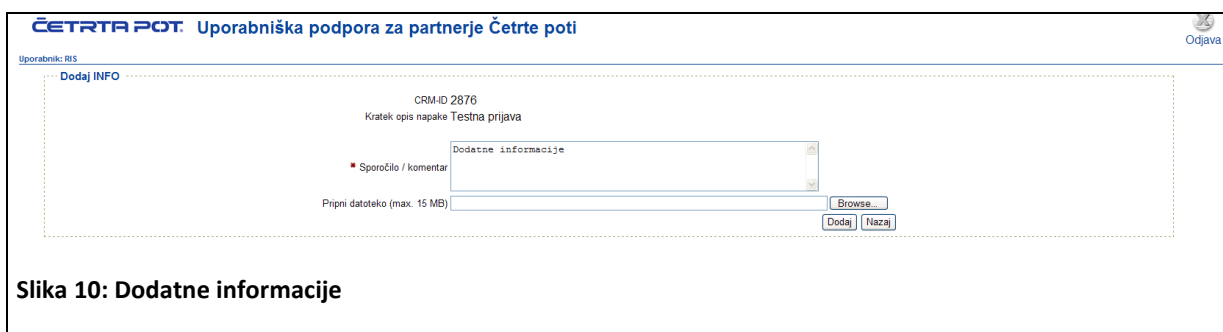 ČETRTA POT. Uporabniška podpora za partnerje Četrte poti
Odjava
Uporabnik: RIS
Dodaj INFO
CRM-ID 2876
Kratek opis napake Testna prijava
* Sporočilo / komentar Dodatne informacije
Pripni datoteko (max. 15 MB) Browse...
Dodaj Nazaj
Slika 10: Dodatne informacije